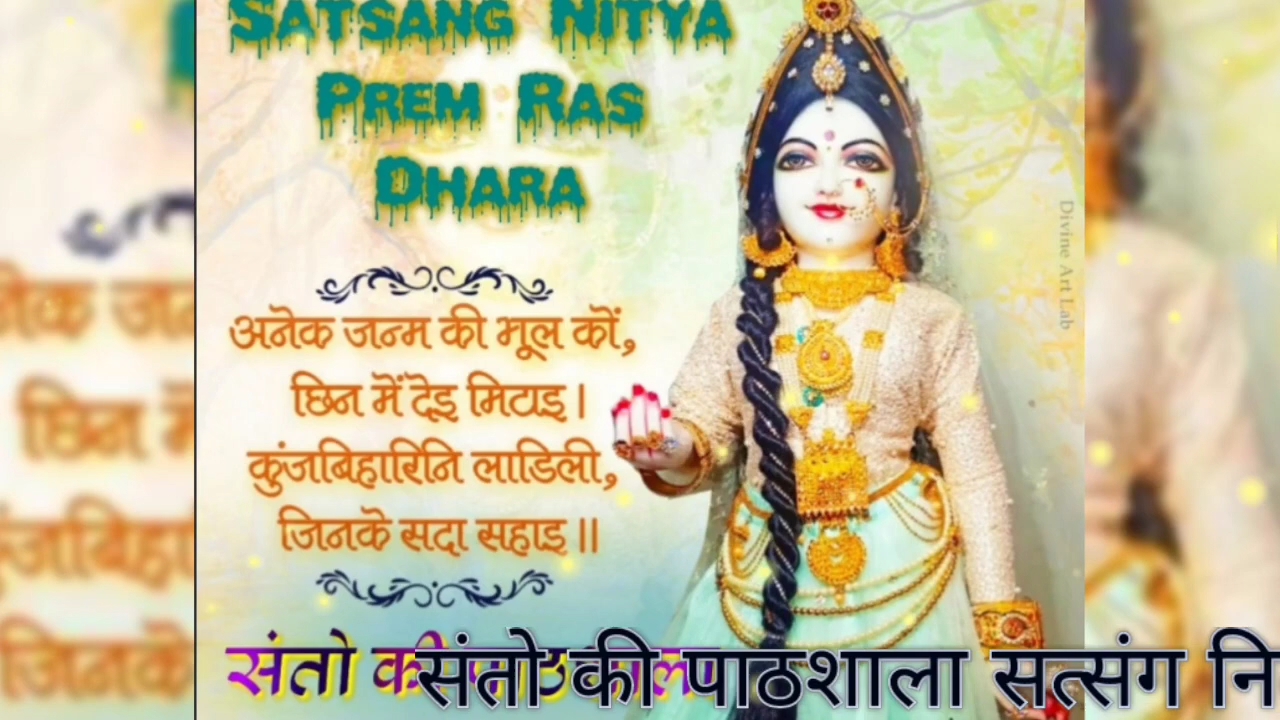 SATSANG NITYA
PREM RAS
DHARA
अनेक जन्म की भूल कों,
छिन में देइ मिटाइ।
कुंजबिहारिनि लाडिली,
जिनके सदा सहाइ॥
संतो की
संतो की पाठशाला सत्संग नि
Divine Art Lab